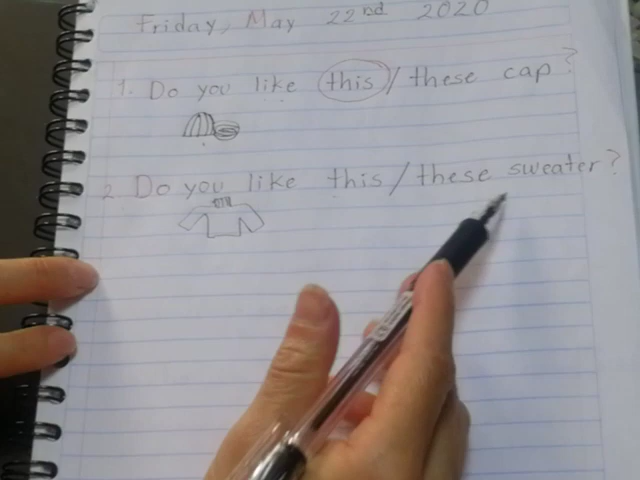 Friday, May 22nd 2020
1. Do you like this / these cap?
2 Do you like this / these sweater?